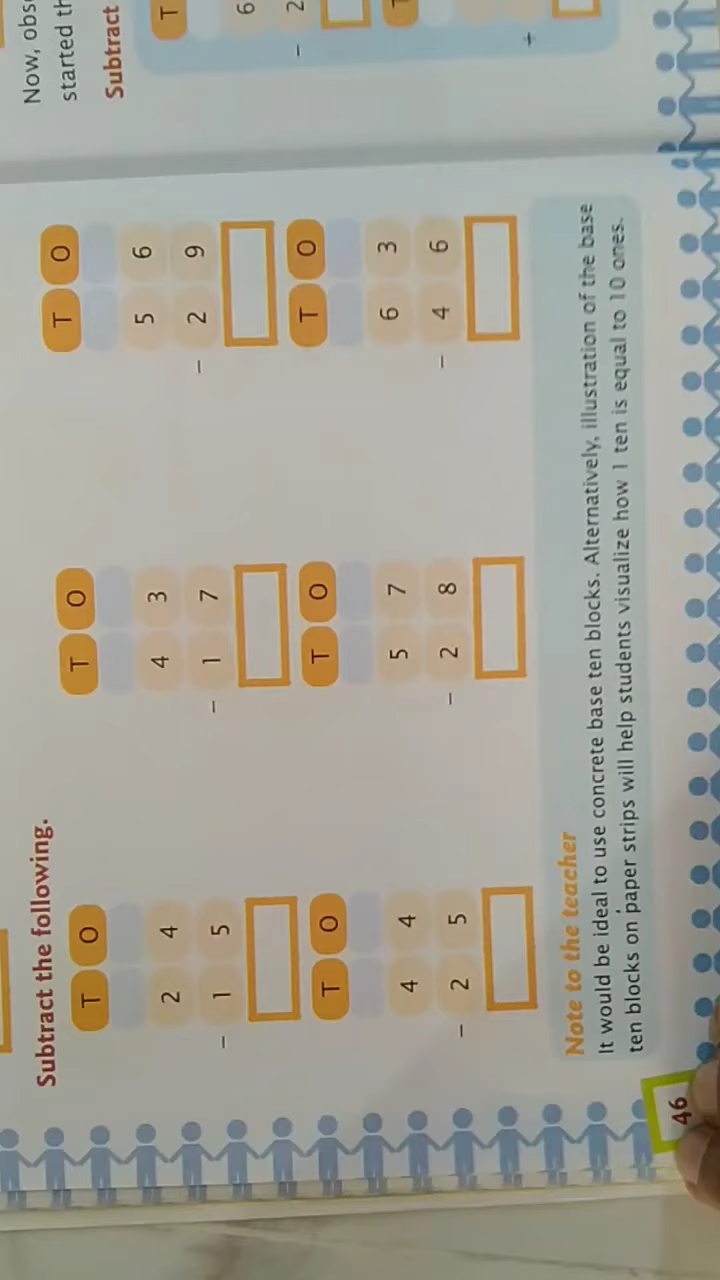 Subtract the following.
T O T O T O
2 4 4 3 5 6
– 1 5 – 1 7 – 2 9
T O T O T O
4 4 5 7 6 3
– 2 5 – 2 8 – 4 6
Note to the teacher
It would be ideal to use concrete base ten blocks. Alternatively, illustration of the base
ten blocks on paper strips will help students visualize how 1 ten is equal to 10 ones.
46
Now,
started
Subtract
T
6
– 2
+